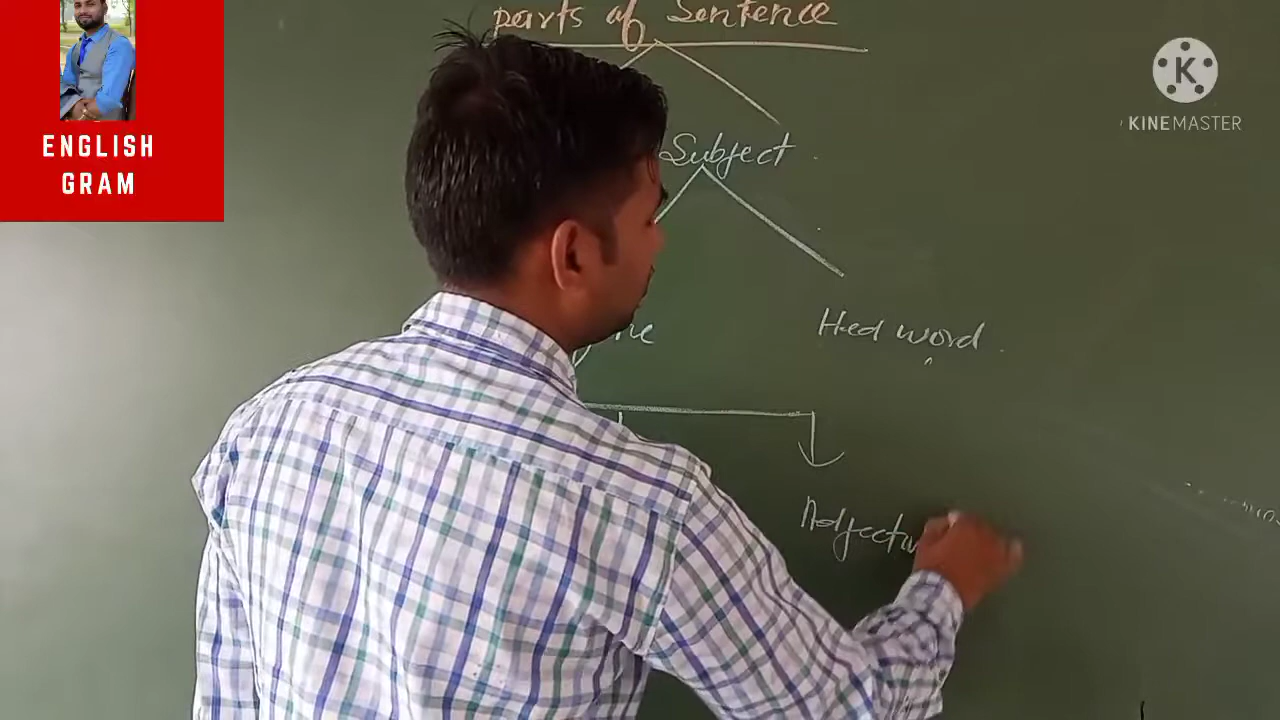 parts of Sentence
ENGLISH
GRAM
KINEMASTER
Subject
Hed word